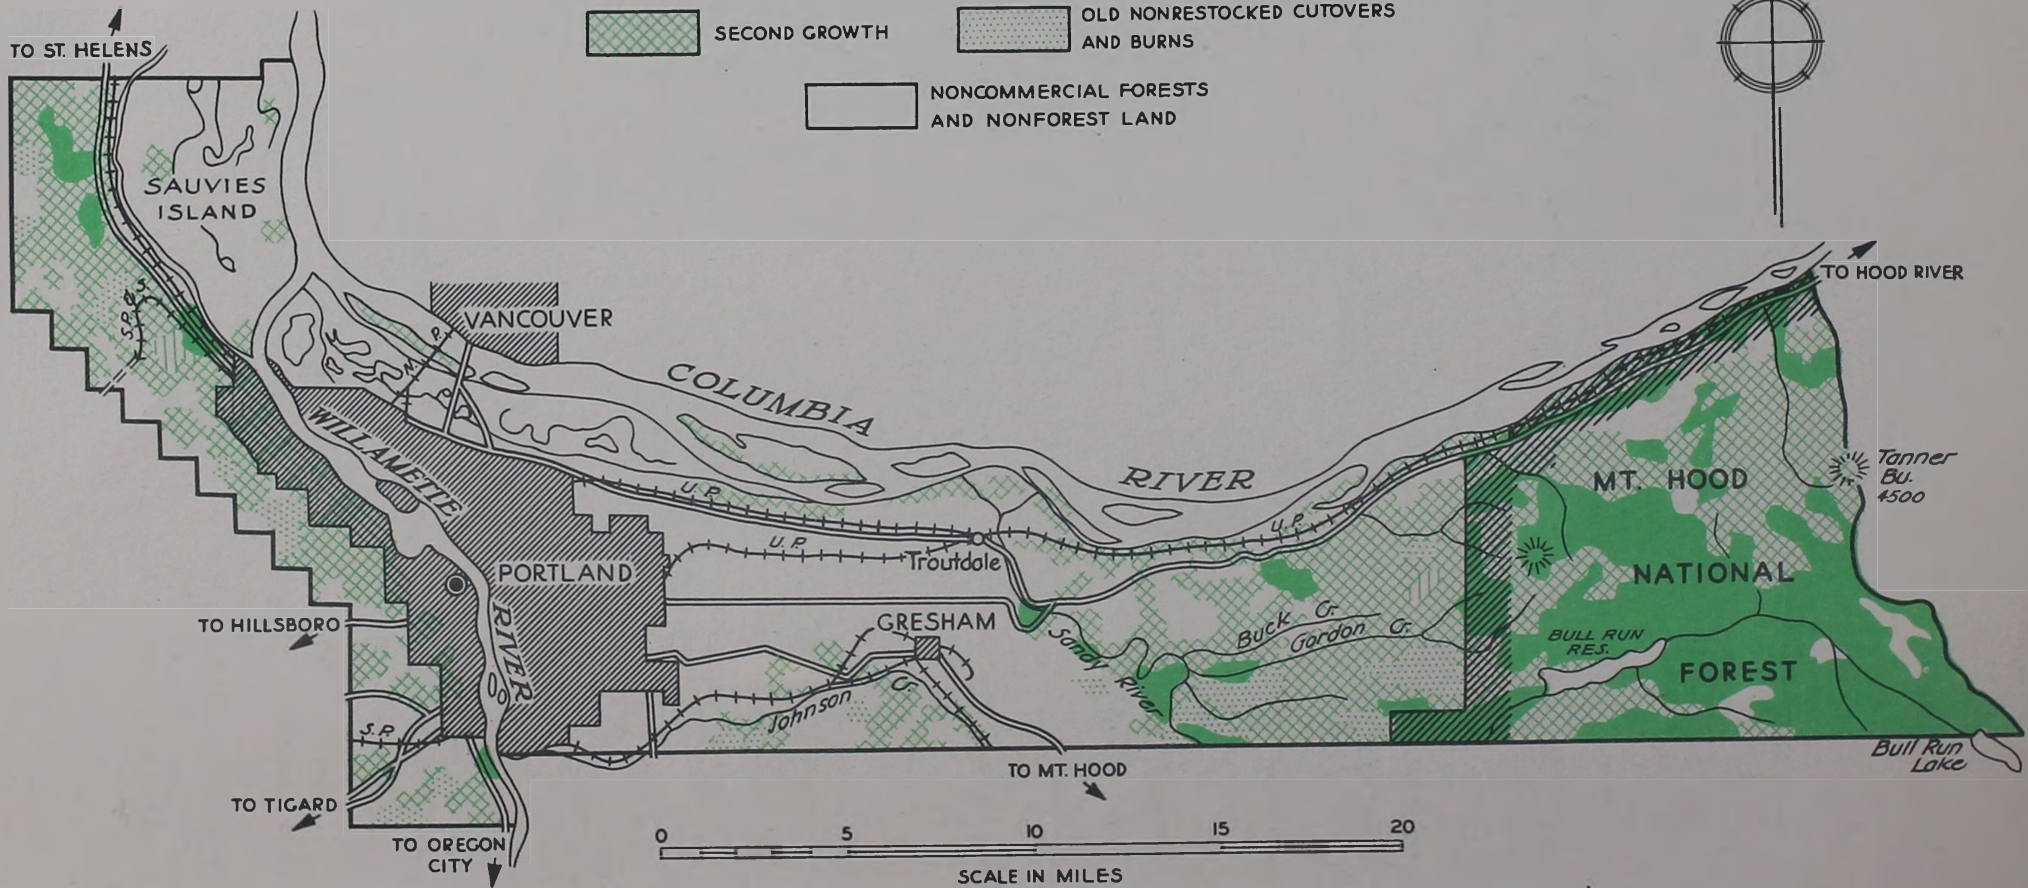 SECOND GROWTH
OLD NONRESTOCKED CUTOVERS
AND BURNS
NONCOMMERCIAL FORESTS
AND NONFOREST LAND
TO ST. HELENS
SAUVIES
ISLAND
S.P. & S.
VANCOUVER
N. P.
COLUMBIA
RIVER
TO HOOD RIVER
Tanner
Bu.
4500
MT. HOOD
NATIONAL
FOREST
BULL RUN
RES.
Bull Run
Lake
WILLAMETTE
RIVER
PORTLAND
U.P.
U.P.
U.P.
Troutdale
GRESHAM
Sandy River
Buck Cr.
Gordon Cr.
Johnson Cr.
S.P.
TO HILLSBORO
TO TIGARD
TO OREGON
CITY
TO MT. HOOD
0 5 10 15 20
SCALE IN MILES